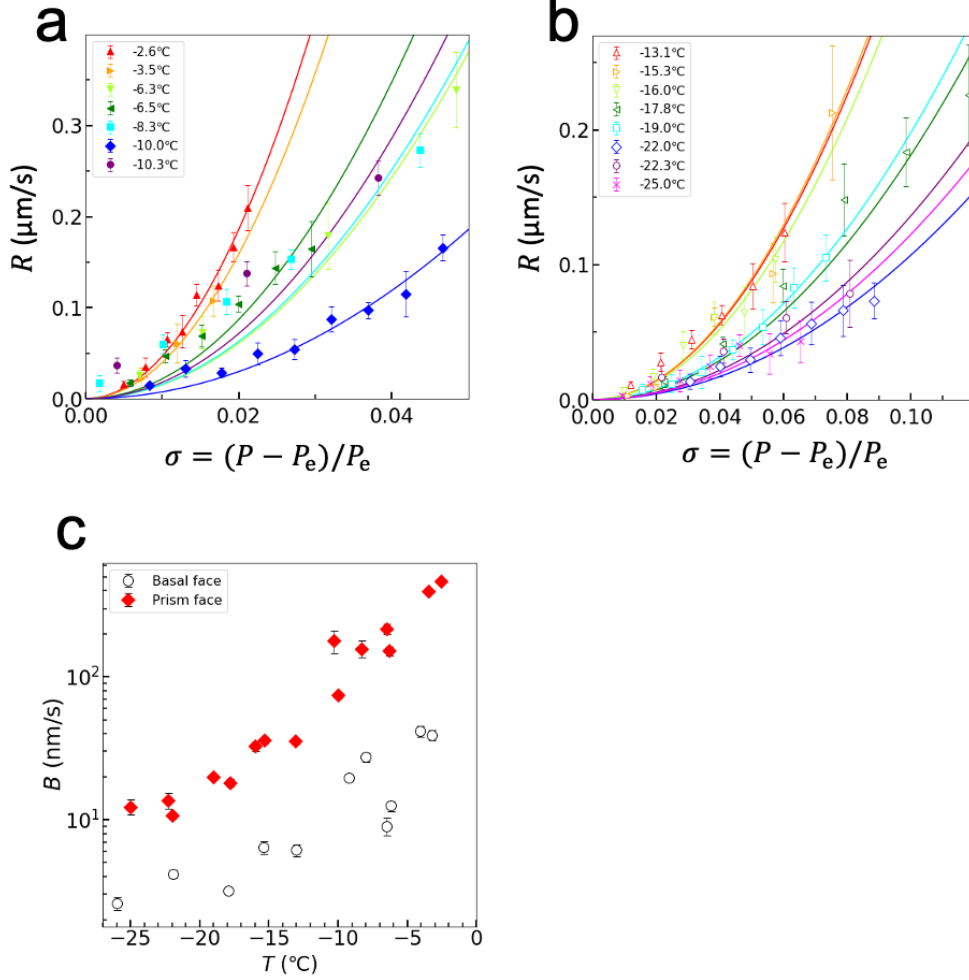 a
-2.6℃
-3.5℃
-6.3℃
-6.5℃
-8.3℃
-10.0℃
-10.3℃
R (μm/s)
0.3
0.2
0.1
0.0
0.00 0.02 0.04
σ = (P − Pe)/Pe
b
-13.1℃
-15.3℃
-16.0℃
-17.8℃
-19.0℃
-22.0℃
-22.3℃
-25.0℃
R (μm/s)
0.2
0.1
0.0
0.00 0.02 0.04 0.06 0.08 0.10
σ = (P − Pe)/Pe
c
Basal face
Prism face
B (nm/s)
10²
10¹
−25 −20 −15 −10 −5 0
T (℃)